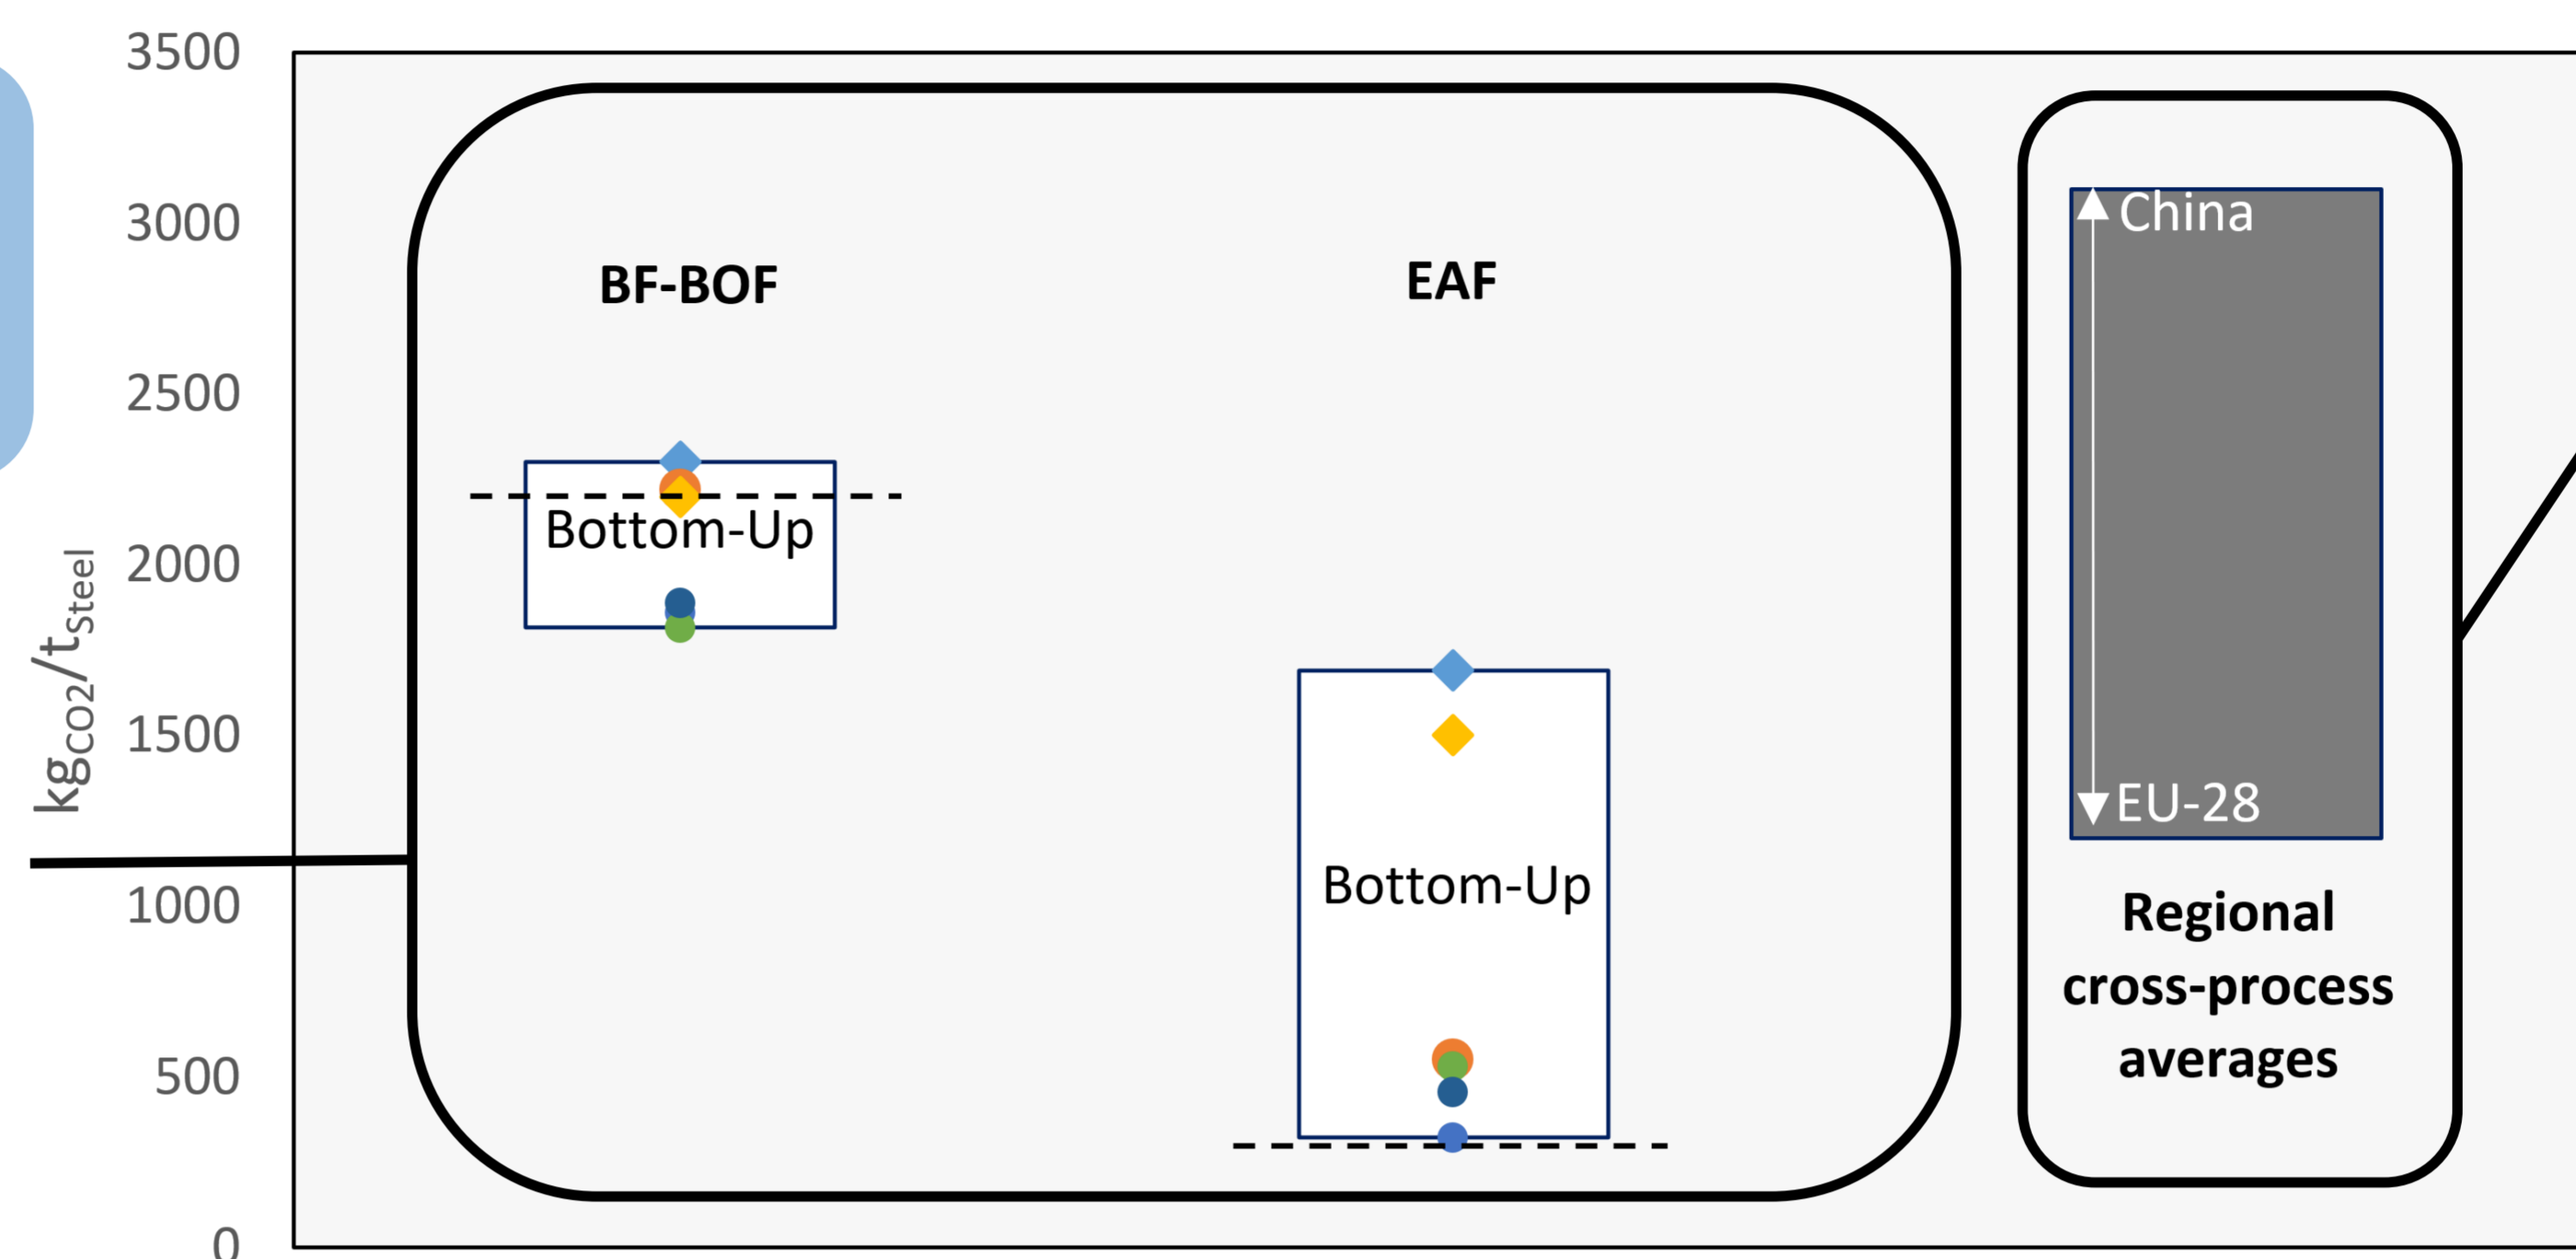 3500
3000
2500
2000
1500
1000
500
0
kgCO2/tSteel
BF-BOF
EAF
Bottom-Up
Bottom-Up
China
EU-28
Regional
cross-process
averages